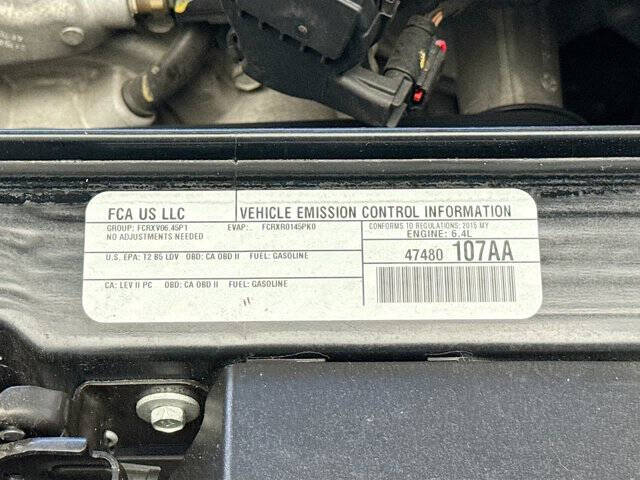 FCA US LLC VEHICLE EMISSION CONTROL INFORMATION
GROUP: FCRXV06.45P1 EVAP: FCRXR0145PK0 CONFORMS TO REGULATIONS: 2015 MY
NO ADJUSTMENTS NEEDED ENGINE: 6.4L
U.S. EPA: T2 B5 LDV OBD: CA OBD II FUEL: GASOLINE 47480 107AA
CA: LEV II PC OBD: CA OBD II FUEL: GASOLINE